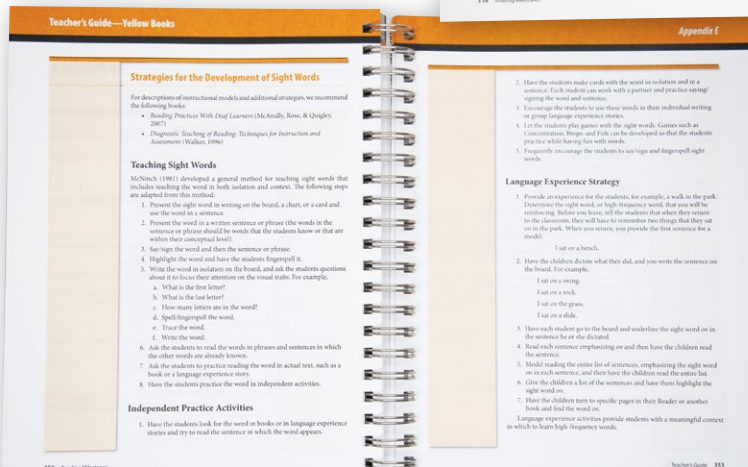 Teacher's Guide—Yellow Books
Strategies for the Development of Sight Words
For descriptions of instructional models and additional strategies, we recommend
the following books:
• Reading Practices With Deaf Learners (McAnally, Rose, & Quigley,
2007)
• Diagnostic Teaching of Reading: Techniques for Instruction and
Assessment (Walker, 1996)
Teaching Sight Words
McNinch (1981) developed a general method for teaching sight words that
includes teaching the word in both isolation and context. The following steps
are adapted from this method:
1. Present the sight word in writing on the board, a chart, or a card and
use the word in a sentence.
2. Present the word in a written sentence or phrase (the words in the
sentence or phrase should be words that the students know or that are
within their conceptual level).
3. Say/sign the word and then the sentence or phrase.
4. Highlight the word and have the students fingerspell it.
5. Write the word in isolation on the board, and ask the students questions
about it to focus their attention on the visual traits. For example,
a. What is the first letter?
b. What is the last letter?
c. How many letters are in the word?
d. Spell/fingerspell the word.
e. Trace the word.
f. Write the word.
6. Ask the students to read the words in phrases and sentences in which
the other words are already known.
7. Ask the students to practice reading the word in actual text, such as a
book or a language experience story.
8. Have the students practice the word in independent activities.
Independent Practice Activities
1. Have the students look for the word in books or in language experience
stories and try to read the sentence in which the word appears.
Appendix E
2. Have the students make cards with the word in isolation and in a
sentence. Each student can work with a partner and practice saying/
signing the word and sentence.
3. Encourage the students to use these words in their individual writing
or group language experience stories.
4. Let the students play games with the sight words. Games such as
Concentration, Bingo, and Fish can be developed so that the students
practice while having fun with words.
5. Frequently encourage the students to say/sign and fingerspell sight
words.
Language Experience Strategy
1. Provide an experience for the students, for example, a walk in the park.
Determine the sight word, or high-frequency word, that you will be
reinforcing. Before you leave, tell the students that when they return
to the classroom, they will have to remember two things that they sat
on in the park. When you return, you provide the first sentence for a
model.
I sat on a bench.
2. Have the children dictate what they did, and you write the sentence on
the board. For example,
I sat on a swing.
I sat on a rock.
I sat on the grass.
I sat on a slide.
3. Have each student go to the board and underline the sight word on in
the sentence he or she dictated.
4. Read each sentence emphasizing on and then have the children read
the sentence.
5. Model reading the entire list of sentences, emphasizing the sight word
on in each sentence, and then have the children read the entire list.
6. Give the children a list of the sentences and have them highlight the
sight word on.
7. Have the children turn to specific pages in their Reader or another
book and find the word on.
Language experience activities provide students with a meaningful context
in which to learn high-frequency words.
Teacher's Guide 353